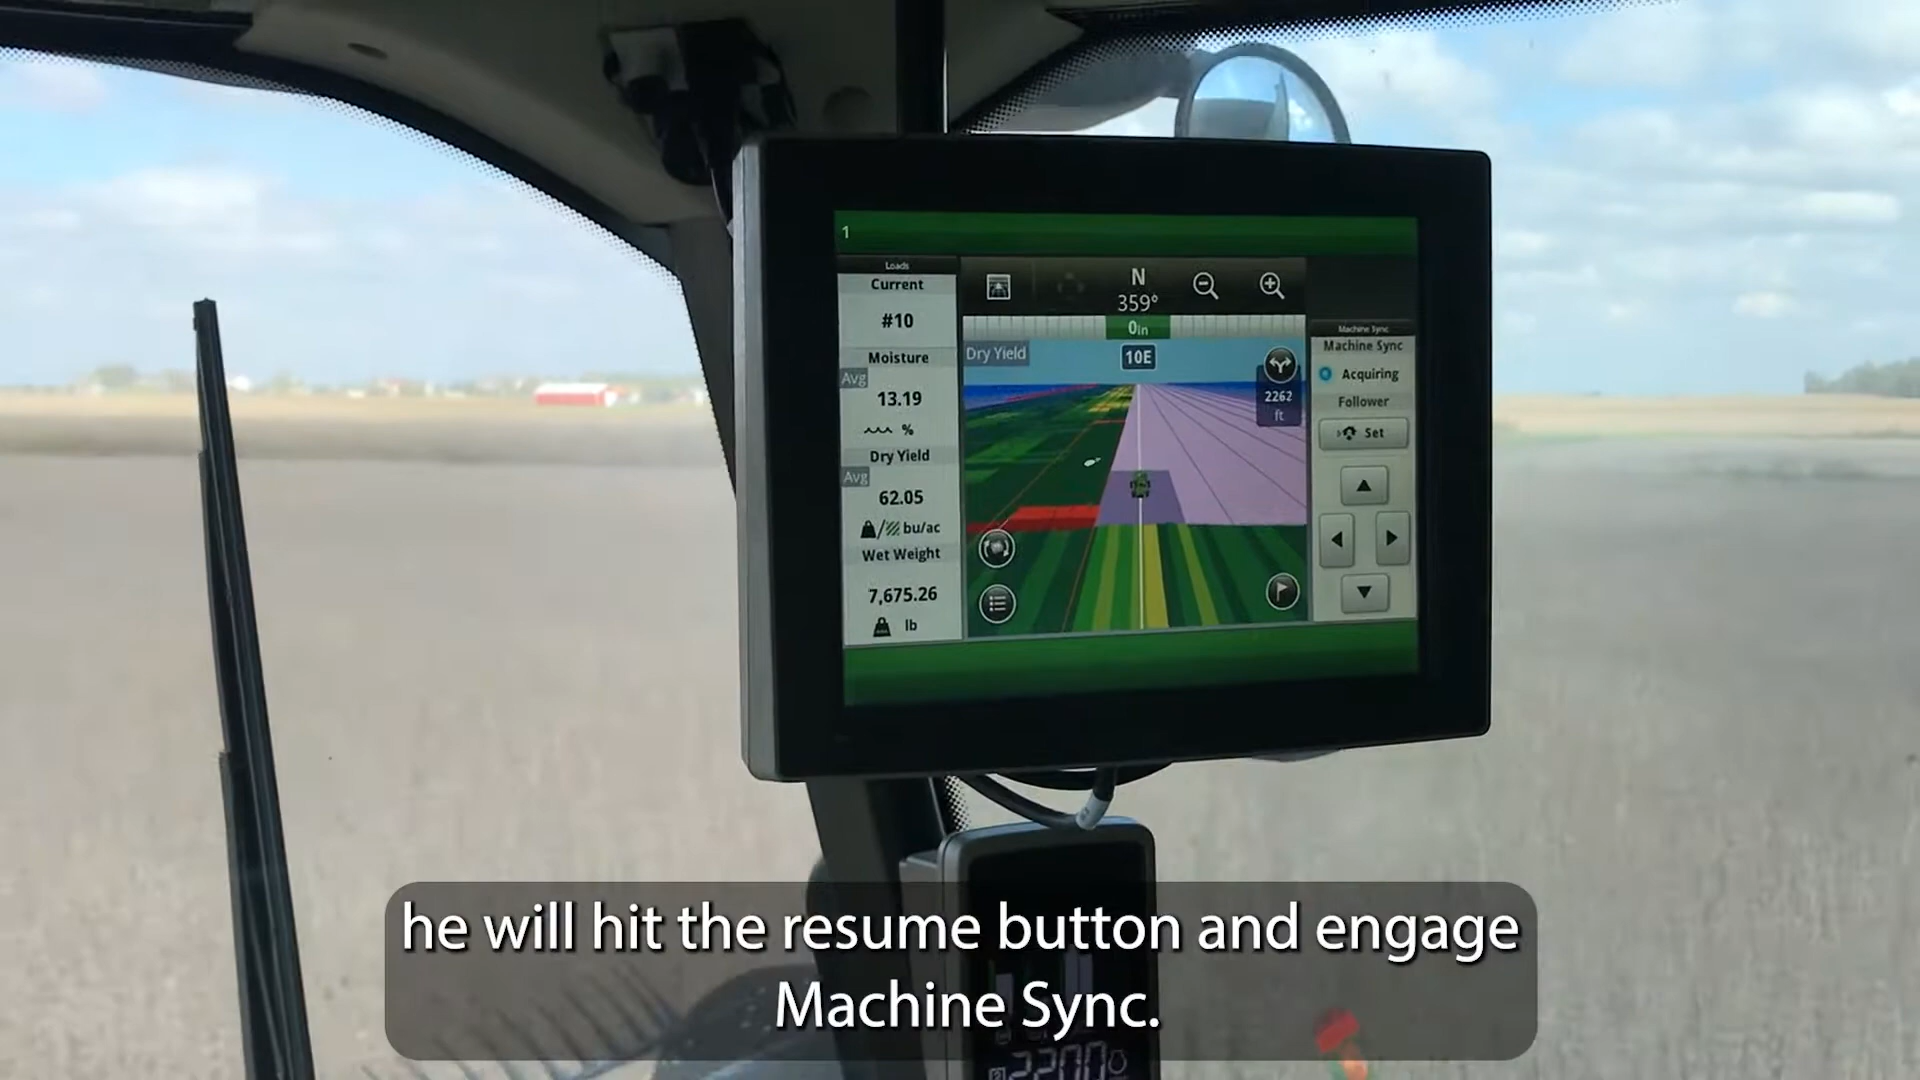 1
Loads
Current
#10
Moisture
Avg
13.19
%
Dry Yield
Avg
62.05
bu/ac
Wet Weight
7,675.26
lb
N
359°
0in
Dry Yield
10E
2262
ft
Machine Sync
Machine Sync
Acquiring
Follower
Set
he will hit the resume button and engage
Machine Sync.
2200